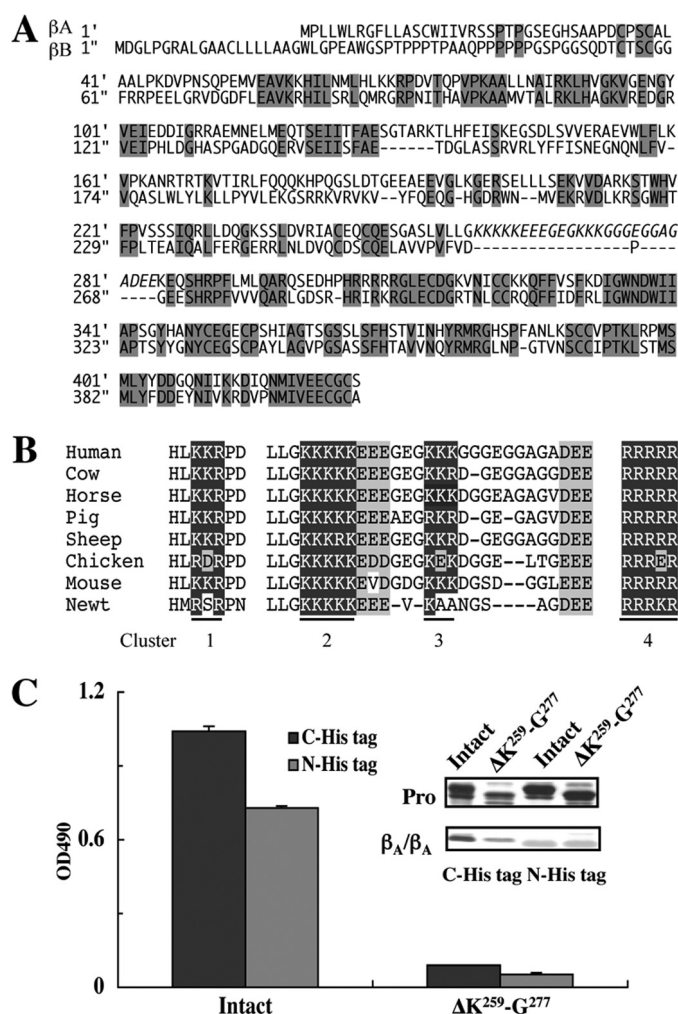 A
βA 1' MPLLWLRGFLLASCWIIVRSSPTPGSEGHSAAPDCPSCAL
βB 1" MDGLPGRALGAACLLLLAAGWLGPEAWGSPTPPPTPAAQPPPPPPGSPGGSQDTCTSCGG
41' AALPKDVPNSQPEMVEAVKKHILNMLHLKKRPDVTQPVPKAALLNAIRKLHVGKVGENGY
61" FRRPEELGRVDGDFLEAVKRHILSRLQMRGRPNITHAVPKAAMVTALRKLHAGKVREDGR
101' VEIEDDIGRRAEMNELMEQTSEIITFAESGTARKTLHFEISKEGSDLSVVERAEVWLFLK
121" VEIPHLDGHASPGADGQERVSEIISFAE------TDGLASSRVRLYFFISNEGNQNLFV-
161' VPKANRTRTKVTIRLFQQQKHPQGSLDTGEEAEEVGLKGERSELLLSEKVVDARKSTWHV
174" VQASLWLYLKLLPYVLEKGSRRKVRVKV-YFQEQG-HGDRWN--MVEKRVDLKRSGWHT
221' FPVSSSIQRLLDQGKSSLDVRIACEQCQESGASLVLLGKKKKKEEEGEGKKKGGGEGGAG
229" FPLTEAIQALFERGERRLNLDVQCDSCQELAVVPVFVD-----------------P----
281' ADEEKEQSHRPFLMLQARQSEDHPHRRRRRGLECDGKVNICCKKQFFVSFKDIGWNDWII
268" ----GEESHRPFVVVQARLGDSR-HRIRKRGLECDGRTNLCCRQQFFIDFRLIGWNDWII
341' APSGYHANYCEGECPSHIAGTSGSSLSFHSTVINHYRMRGHSPFANLKSCCVPTKLRPMS
323" APTSYYGNYCEGSCPAYLAGVPGSASSFHTAVVNQYRMRGLNP-GTVNSCCIPTKLSTMS
401' MLYYDDGQNIIKKDIQNMIVEECGCS
382" MLYFDDEYNIVKRDVPNMIVEECGCA
B
Human HLKKRPD LLGKKKKKEEEGEGKKKGGGEGGAGADEE RRRRR
Cow HLKKRPD LLGKKKKKEEEGEGKKRD-GEGGAGVDEE RRRRR
Horse HLKKRPD LLGKKKKKEEEGEGKKKDGGEAGAGVDEE RRRRR
Pig HLKKRPD LLGKKKKKEEEAEGRKRD-GEGAGVDEE RRRRR
Sheep HLKKRPD LLGKKKKKEEEGEGKKRD-GEGGAGVDEE RRRRR
Chicken HLRDRPD LLGKKKKKEDDGEGKEKDGGE--LTGEEE RRRER
Mouse HLKKRPD LLGKKKKKEVDGDGKKKDGSD--GGLEEE RRRRR
Newt HMRSRPN LLGKKKKKEEE-V-KAANGS----AGDEE RRRKR
Cluster 1 2 3 4
C
1.2
0.6
0
OD490
C-His tag
N-His tag
Intact ΔK259-G277 Intact ΔK259-G277
Pro
βA/βA
C-His tag N-His tag
Intact ΔK259-G277